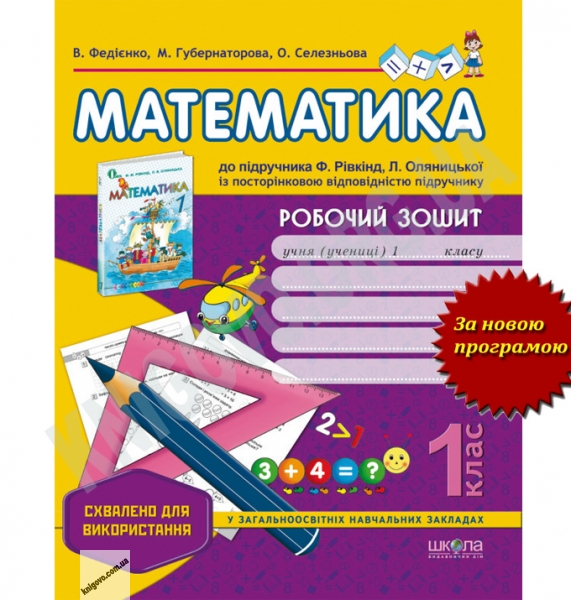 В. Федієнко, М. Губернаторова, О. Селезньова
= + >
МАТЕМАТИКА
до підручника Ф. Рівкінд, Л. Оляницької
із посторінковою відповідністю підручнику
МАТЕМАТИКА
1
РОБОЧИЙ ЗОШИТ
учня (учениці) 1 класу
За новою
програмою
2>1
3+4=?
1 клас
СХВАЛЕНО ДЛЯ
ВИКОРИСТАННЯ
У ЗАГАЛЬНООСВІТНІХ НАВЧАЛЬНИХ ЗАКЛАДАХ
ШКОЛА
ВИДАВНИЧИЙ ДІМ
knigovo.com.ua